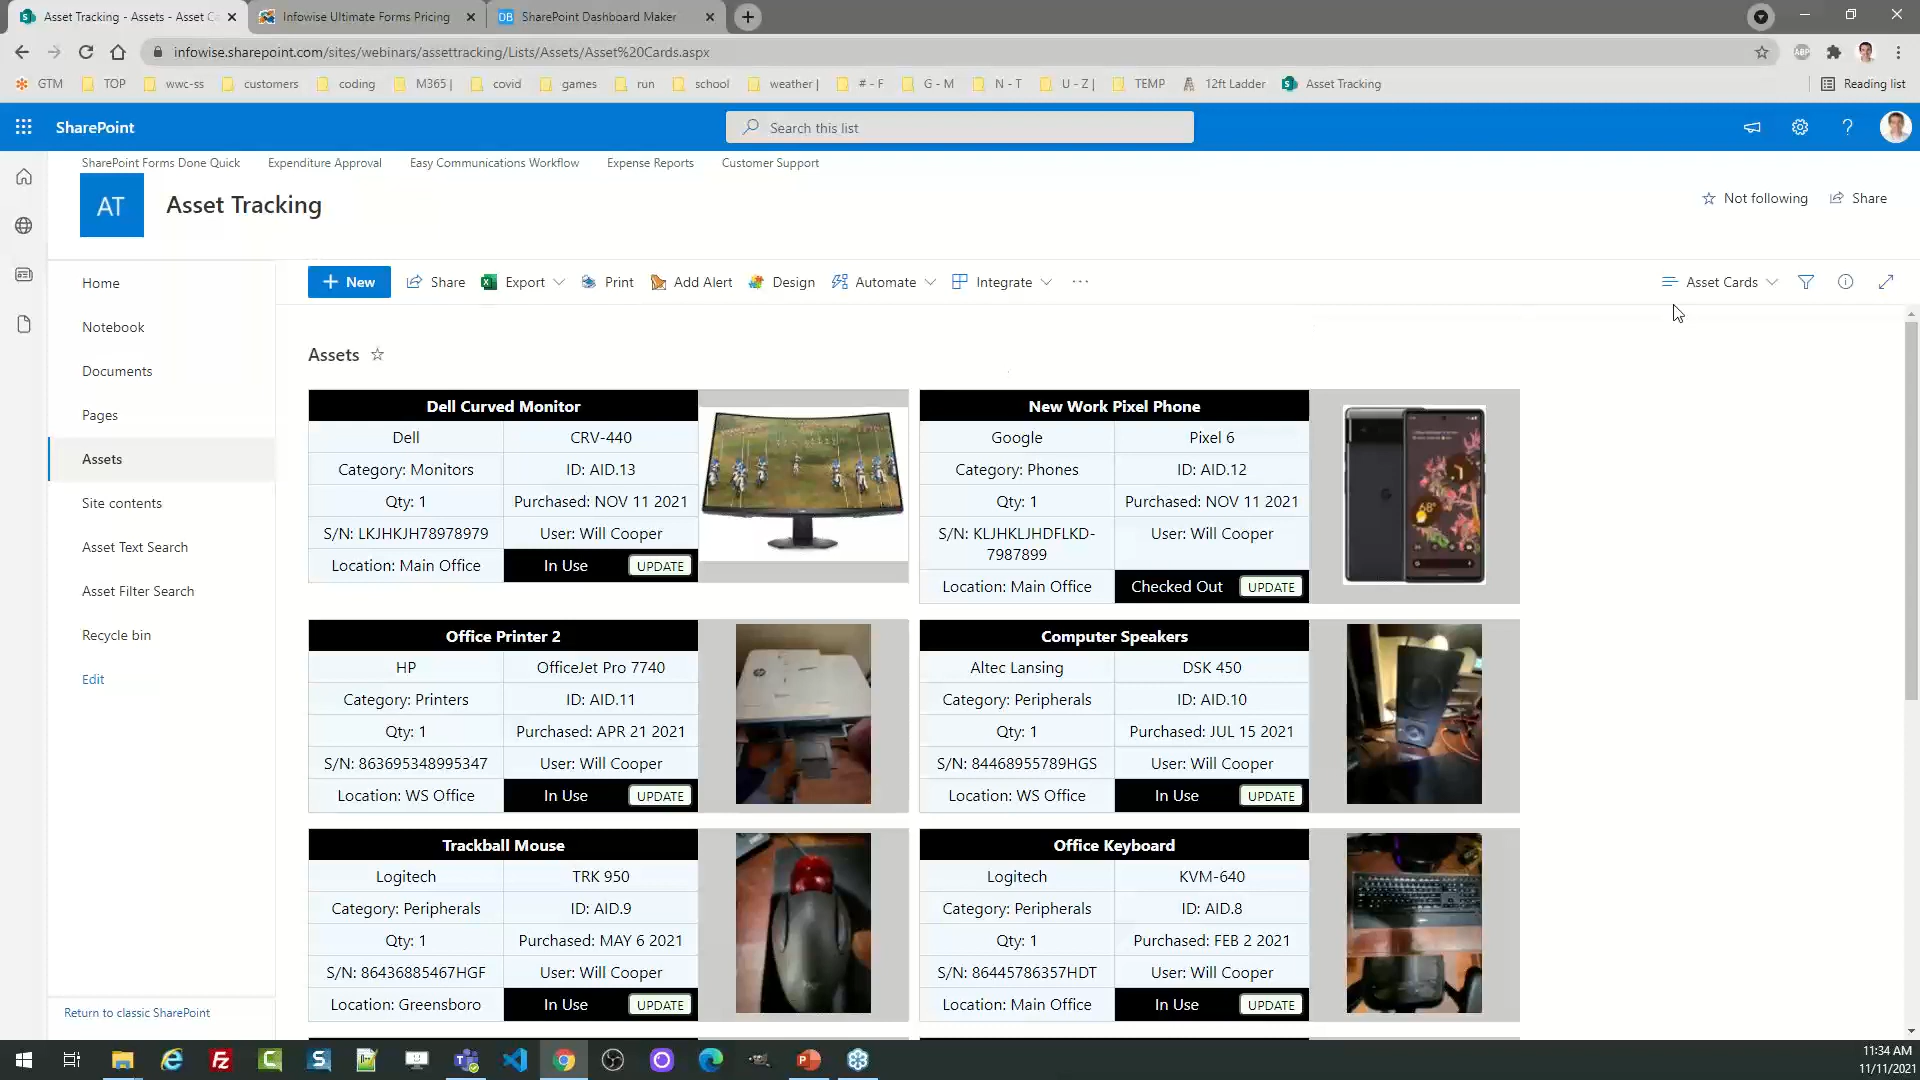 Asset Tracking - Assets - Asset Ca
Infowise Ultimate Forms Pricing
DB SharePoint Dashboard Maker
infowise.sharepoint.com/sites/webinars/assettracking/Lists/Assets/Asset%20Cards.aspx
ABP
GTM TOP wwc-ss customers coding M365 | covid games run school weather | # - F G - M N - T U - Z | TEMP 12ft Ladder Asset Tracking Reading list
SharePoint
Search this list
SharePoint Forms Done Quick Expenditure Approval Easy Communications Workflow Expense Reports Customer Support
AT
Asset Tracking
Not following Share
+ New Share Export Print Add Alert Design Automate Integrate ··· Asset Cards
Home
Notebook
Documents
Pages
Assets
Site contents
Asset Text Search
Asset Filter Search
Recycle bin
Edit
Return to classic SharePoint
Assets
Dell Curved Monitor
Dell CRV-440
Category: Monitors ID: AID.13
Qty: 1 Purchased: NOV 11 2021
S/N: LKJHKJH78978979 User: Will Cooper
Location: Main Office In Use UPDATE
New Work Pixel Phone
Google Pixel 6
Category: Phones ID: AID.12
Qty: 1 Purchased: NOV 11 2021
S/N: KLJHKLJHDFLKD- User: Will Cooper
7987899
Location: Main Office Checked Out UPDATE
Office Printer 2
HP OfficeJet Pro 7740
Category: Printers ID: AID.11
Qty: 1 Purchased: APR 21 2021
S/N: 863695348995347 User: Will Cooper
Location: WS Office In Use UPDATE
Computer Speakers
Altec Lansing DSK 450
Category: Peripherals ID: AID.10
Qty: 1 Purchased: JUL 15 2021
S/N: 84468955789HGS User: Will Cooper
Location: WS Office In Use UPDATE
Trackball Mouse
Logitech TRK 950
Category: Peripherals ID: AID.9
Qty: 1 Purchased: MAY 6 2021
S/N: 86436885467HGF User: Will Cooper
Location: Greensboro In Use UPDATE
Office Keyboard
Logitech KVM-640
Category: Peripherals ID: AID.8
Qty: 1 Purchased: FEB 2 2021
S/N: 86445786357HDT User: Will Cooper
Location: Main Office In Use UPDATE
11:34 AM
11/11/2021